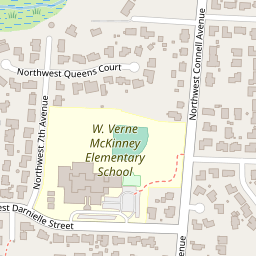 Northwest Queens Court
Northwest Connell Avenue
Northwest 7th Avenue
W. Verne
McKinney
Elementary
School
est Darnielle Street